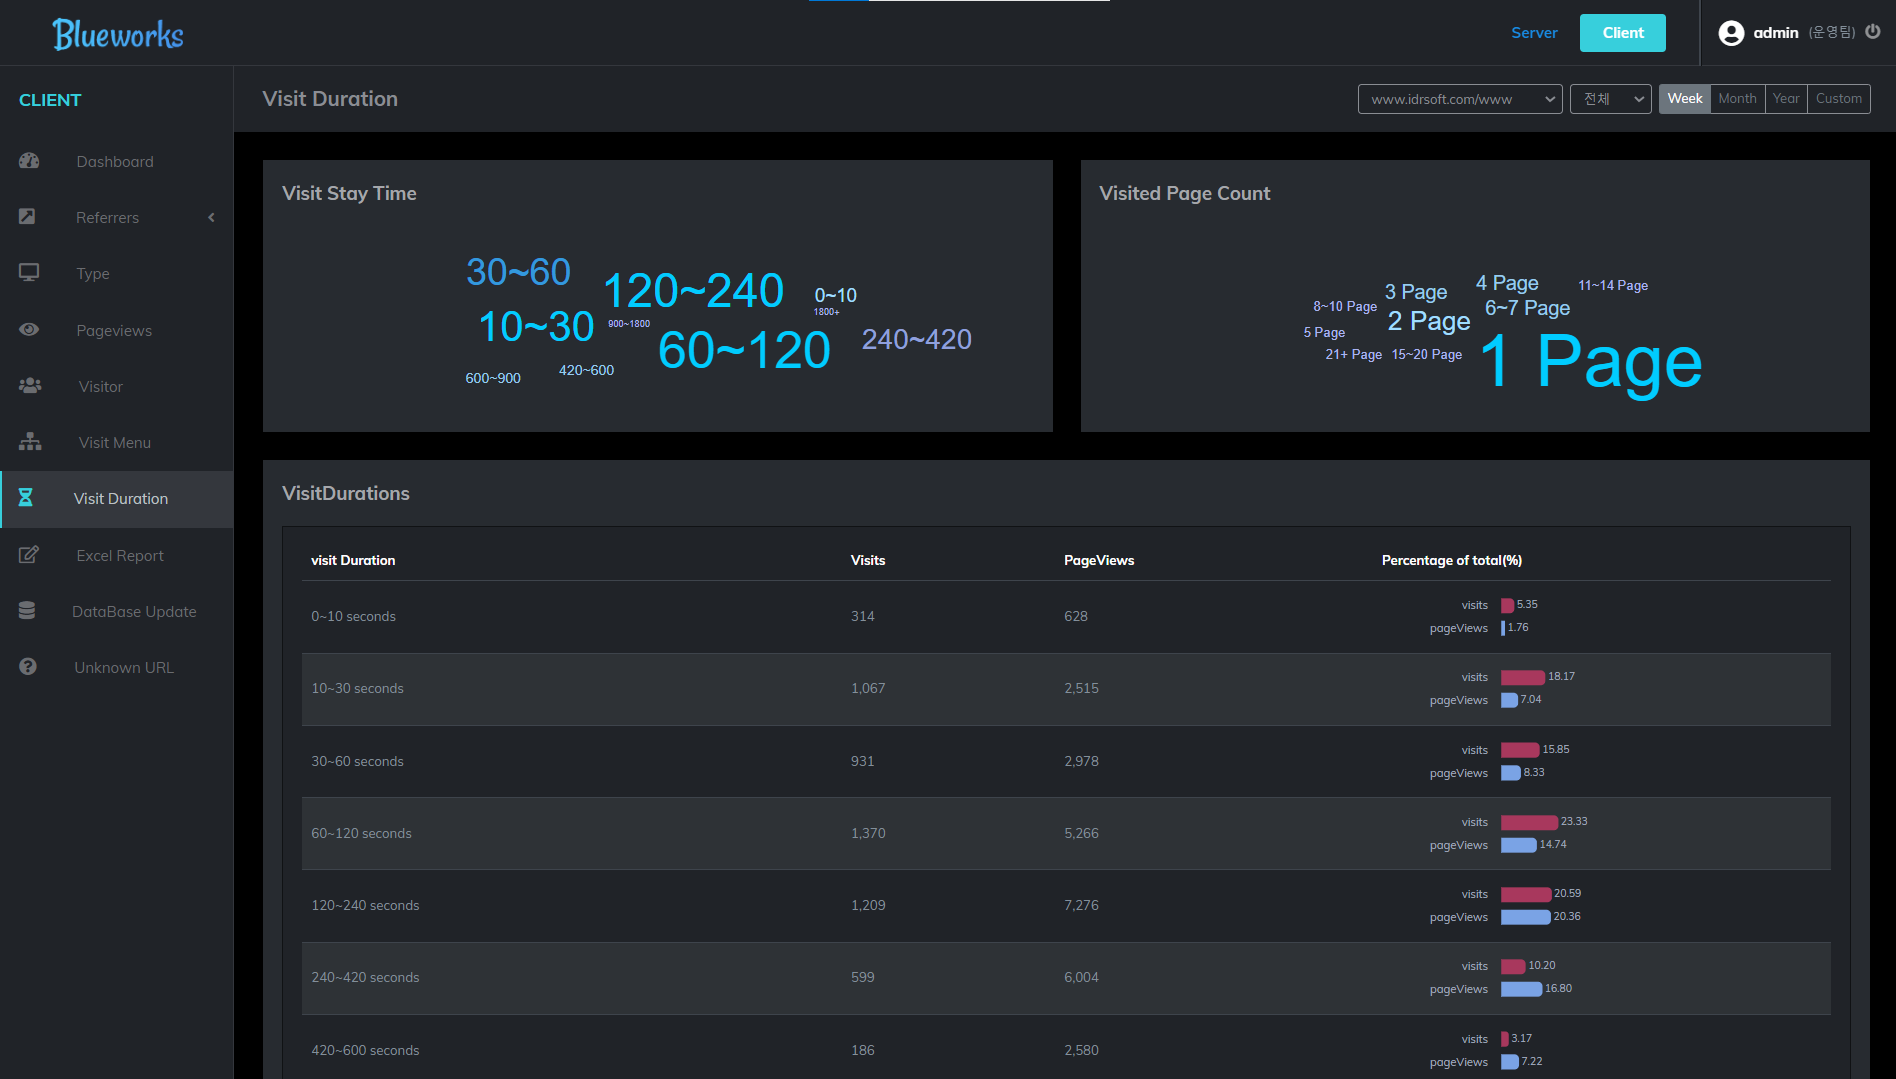 Blueworks
Server
Client
admin (운영팀)
CLIENT
Dashboard
Referrers
Type
Pageviews
Visitor
Visit Menu
Visit Duration
Excel Report
DataBase Update
Unknown URL
Visit Duration
www.idrsoft.com/www
전체
Week Month Year Custom
Visit Stay Time
30~60
120~240
0~10
1800+
10~30
900~1800
60~120
240~420
420~600
600~900
Visited Page Count
4 Page
11~14 Page
3 Page
8~10 Page
6~7 Page
2 Page
5 Page
21+ Page
15~20 Page
1 Page
VisitDurations
visit Duration Visits PageViews Percentage of total(%)
0~10 seconds 314 628
visits 5.35
pageViews 1.76
10~30 seconds 1,067 2,515
visits 18.17
pageViews 7.04
30~60 seconds 931 2,978
visits 15.85
pageViews 8.33
60~120 seconds 1,370 5,266
visits 23.33
pageViews 14.74
120~240 seconds 1,209 7,276
visits 20.59
pageViews 20.36
240~420 seconds 599 6,004
visits 10.20
pageViews 16.80
420~600 seconds 186 2,580
visits 3.17
pageViews 7.22